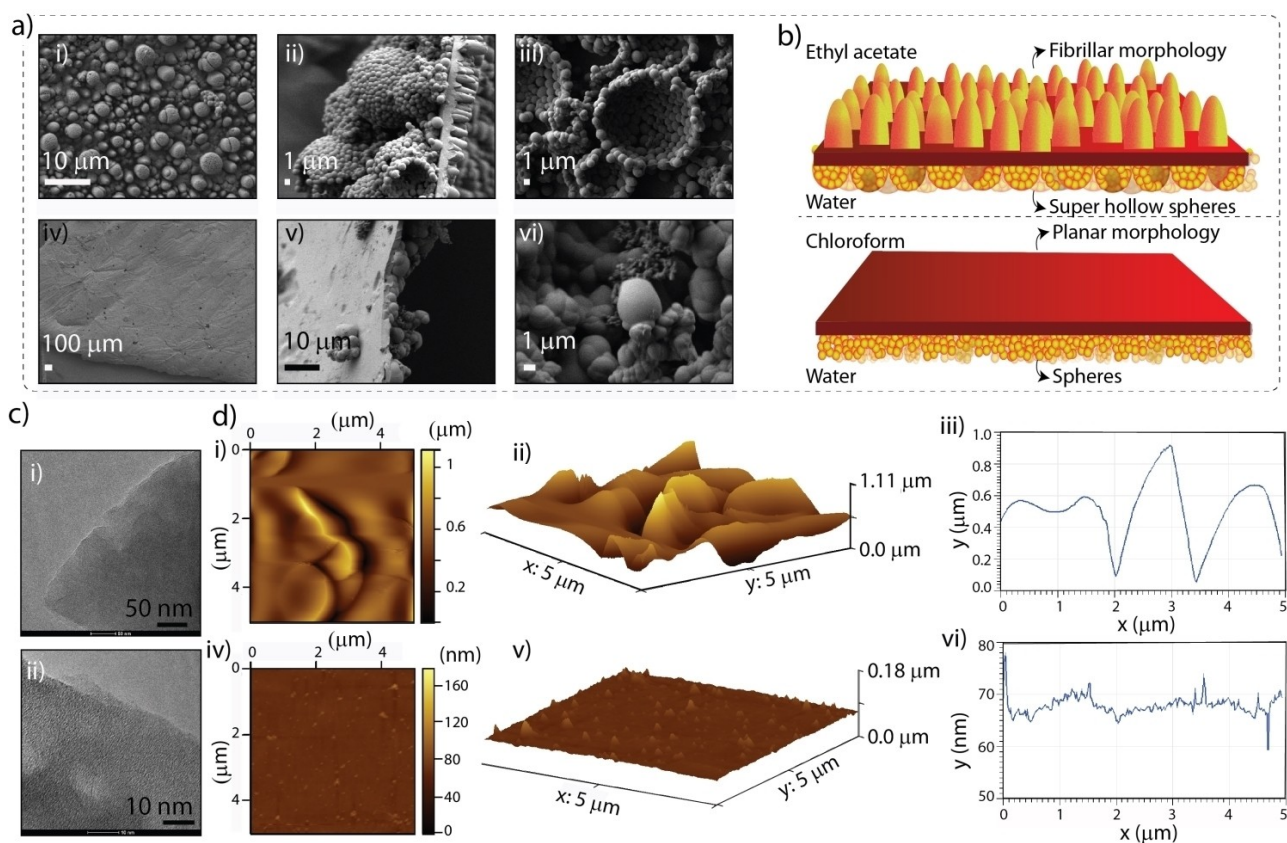 a)
i)
10 μm
ii)
1 μm
iii)
1 μm
iv)
100 μm
v)
10 μm
vi)
1 μm
b)
Ethyl acetate
Fibrillar morphology
Water
Super hollow spheres
Chloroform
Planar morphology
Water
Spheres
c)
i)
50 nm
50 nm
ii)
10 nm
10 nm
d)
i)
(μm)
0 2 4
(μm)
0
2
4
(μm)
1
0.6
0.2
ii)
1.11 μm
0.0 μm
x: 5 μm
y: 5 μm
iii)
1.0
0.8
0.6
0.4
0.2
0.0
y (μm)
0 1 2 3 4 5
x (μm)
iv)
(μm)
0 2 4
(μm)
0
2
4
(nm)
160
120
80
40
0
v)
0.18 μm
0.0 μm
x: 5 μm
y: 5 μm
vi)
80
70
60
50
y (nm)
0 1 2 3 4 5
x (μm)